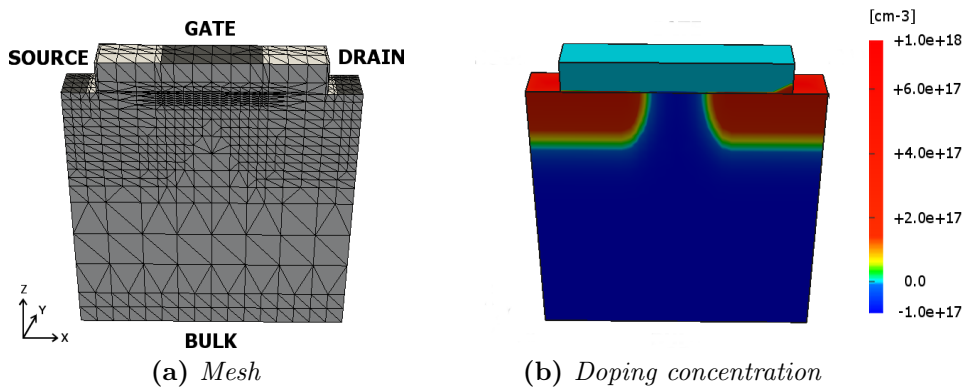 GATE
SOURCE
DRAIN
Z
Y
X
BULK
(a) Mesh
[cm-3]
+1.0e+18
+6.0e+17
+4.0e+17
+2.0e+17
0.0
-1.0e+17
(b) Doping concentration